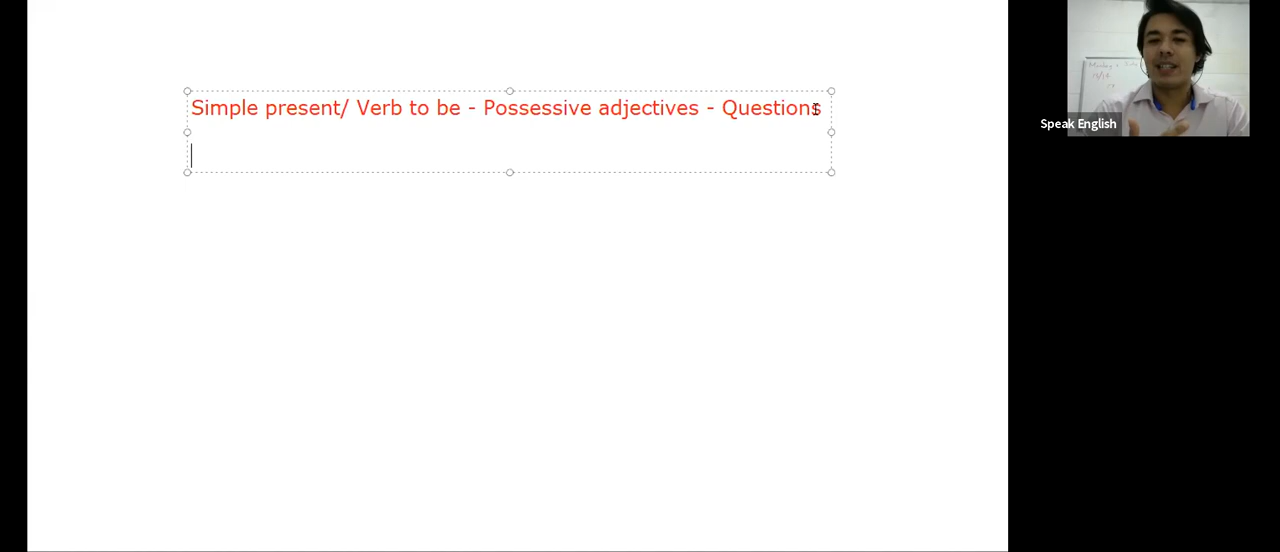 Simple present/ Verb to be - Possessive adjectives - Questions
Speak English